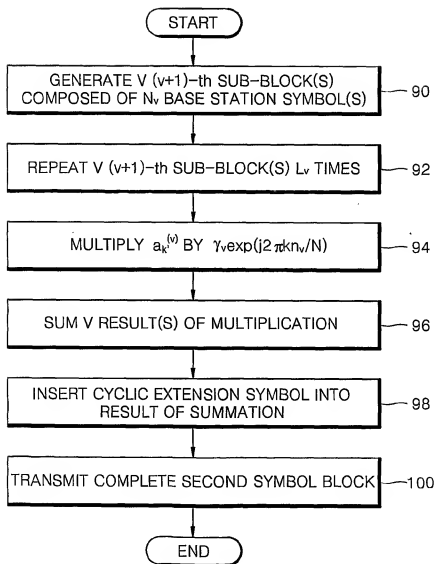 START
GENERATE V (v+1)-th SUB-BLOCK(S)
COMPOSED OF Nv BASE STATION SYMBOL(S)
90
REPEAT V (v+1)-th SUB-BLOCK(S) Lv TIMES
92
MULTIPLY ak'(v) BY γvexp(j2πknv/N)
94
SUM V RESULT(S) OF MULTIPLICATION
96
INSERT CYCLIC EXTENSION SYMBOL INTO
RESULT OF SUMMATION
98
TRANSMIT COMPLETE SECOND SYMBOL BLOCK
100
END